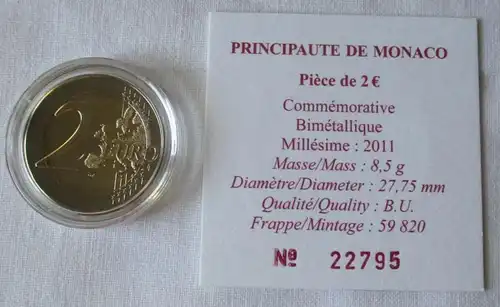 2 EURO
PRINCIPAUTE DE MONACO
Pièce de 2 €
Commémorative
Bimétallique
Millésime : 2011
Masse/Mass : 8,5 g
Diamètre/Diameter : 27,75 mm
Qualité/Quality : B.U.
Frappe/Mintage : 59 820
Nº 22795